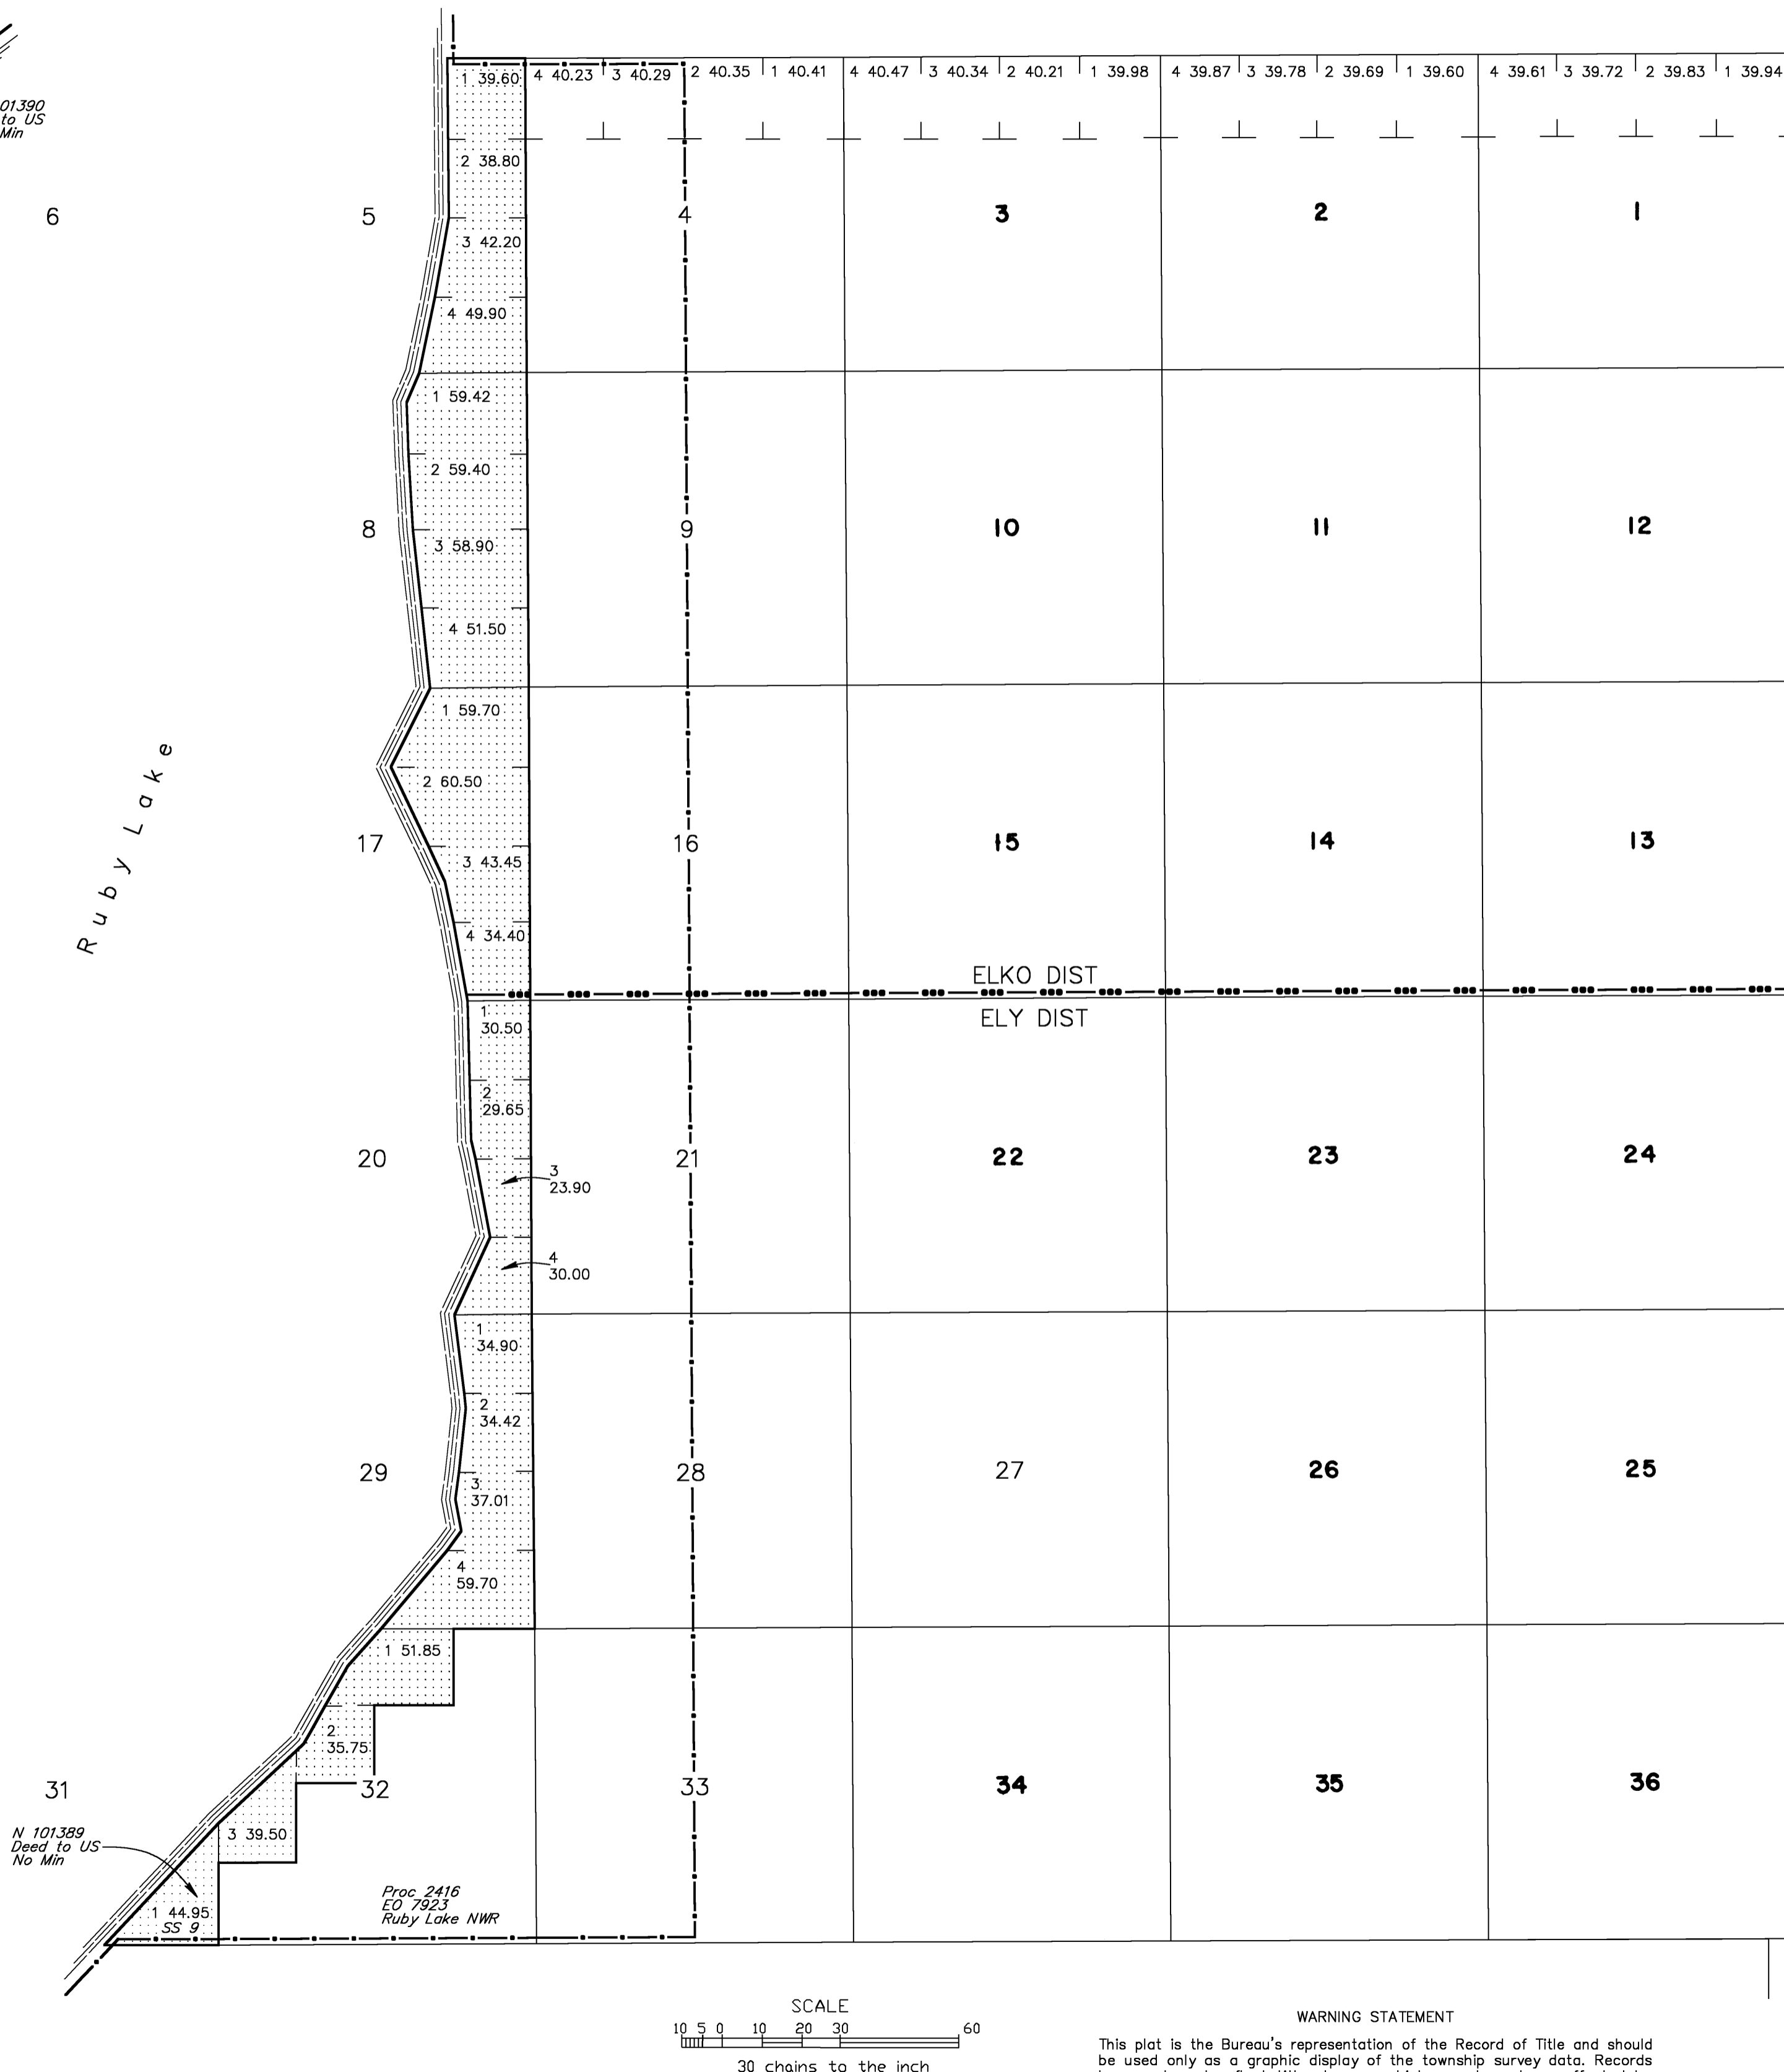 01390
to US
Min
1 39.60 4 40.23 3 40.29 2 40.35 1 40.41 4 40.47 3 40.34 2 40.21 1 39.98 4 39.87 3 39.78 2 39.69 1 39.60 4 39.61 3 39.72 2 39.83 1 39.94
2 38.80
6 5 4 3 2 1
3 42.20
4 49.90
1 59.42
2 59.40
8 9 10 11 12
3 58.90
4 51.50
1 59.70
Ruby Lake
2 60.50
17 16 15 14 13
3 43.45
4 34.40
ELKO DIST
ELY DIST
1
30.50
2
29.65
20 21 22 23 24
3
23.90
4
30.00
1
34.90
2
34.42
29 28 27 26 25
3
37.01
4
59.70
1 51.85
2
35.75
31 32 33 34 35 36
N 101389
Deed to US
No Min
3 39.50
1 44.95
SS 9
Proc 2416
EO 7923
Ruby Lake NWR
SCALE
10 5 0 10 20 30 60
30 chains to the inch
WARNING STATEMENT
This plat is the Bureau's representation of the Record of Title and should
be used only as a graphic display of the township survey data. Records